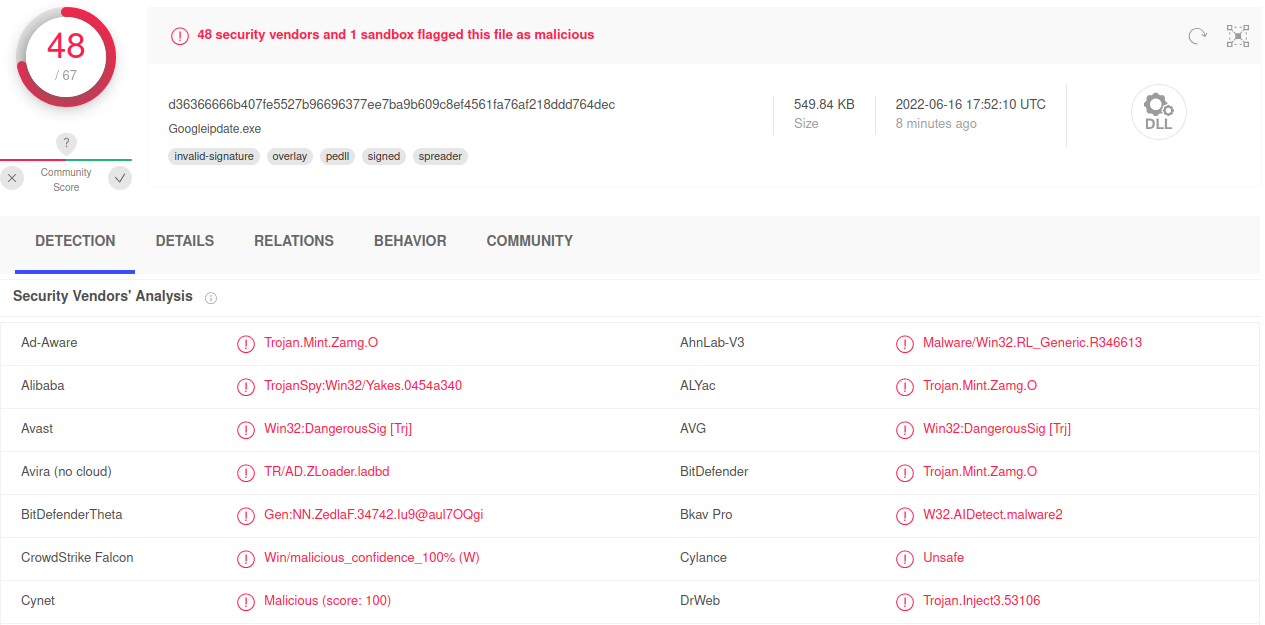 48
/ 67
?
Community
Score
48 security vendors and 1 sandbox flagged this file as malicious
d36366666b407fe5527b96696377ee7ba9b609c8ef4561fa76af218ddd764dec
Googleipdate.exe
invalid-signature overlay pedll signed spreader
549.84 KB
Size
2022-06-16 17:52:10 UTC
8 minutes ago
DLL
DETECTION DETAILS RELATIONS BEHAVIOR COMMUNITY
Security Vendors' Analysis
Ad-Aware Trojan.Mint.Zamg.O AhnLab-V3 Malware/Win32.RL_Generic.R346613
Alibaba TrojanSpy:Win32/Yakes.0454a340 ALYac Trojan.Mint.Zamg.O
Avast Win32:DangerousSig [Trj] AVG Win32:DangerousSig [Trj]
Avira (no cloud) TR/AD.ZLoader.ladbd BitDefender Trojan.Mint.Zamg.O
BitDefenderTheta Gen:NN.ZedlaF.34742.Iu9@aul7OQgi Bkav Pro W32.AIDetect.malware2
CrowdStrike Falcon Win/malicious_confidence_100% (W) Cylance Unsafe
Cynet Malicious (score: 100) DrWeb Trojan.Inject3.53106